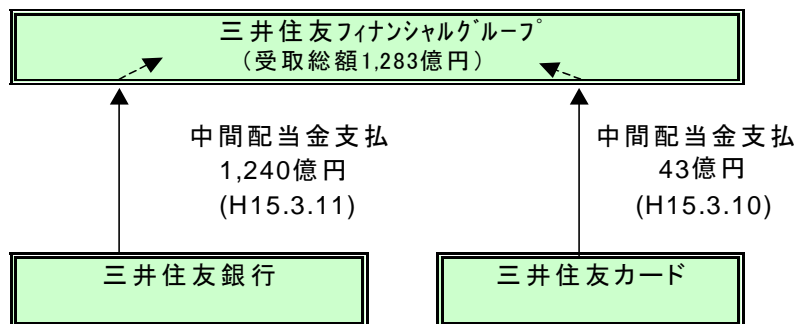 三井住友フィナンシャルグループ
（受取総額1,283億円）
中間配当金支払
1,240億円
(H15.3.11)
中間配当金支払
43億円
(H15.3.10)
三井住友銀行
三井住友カード